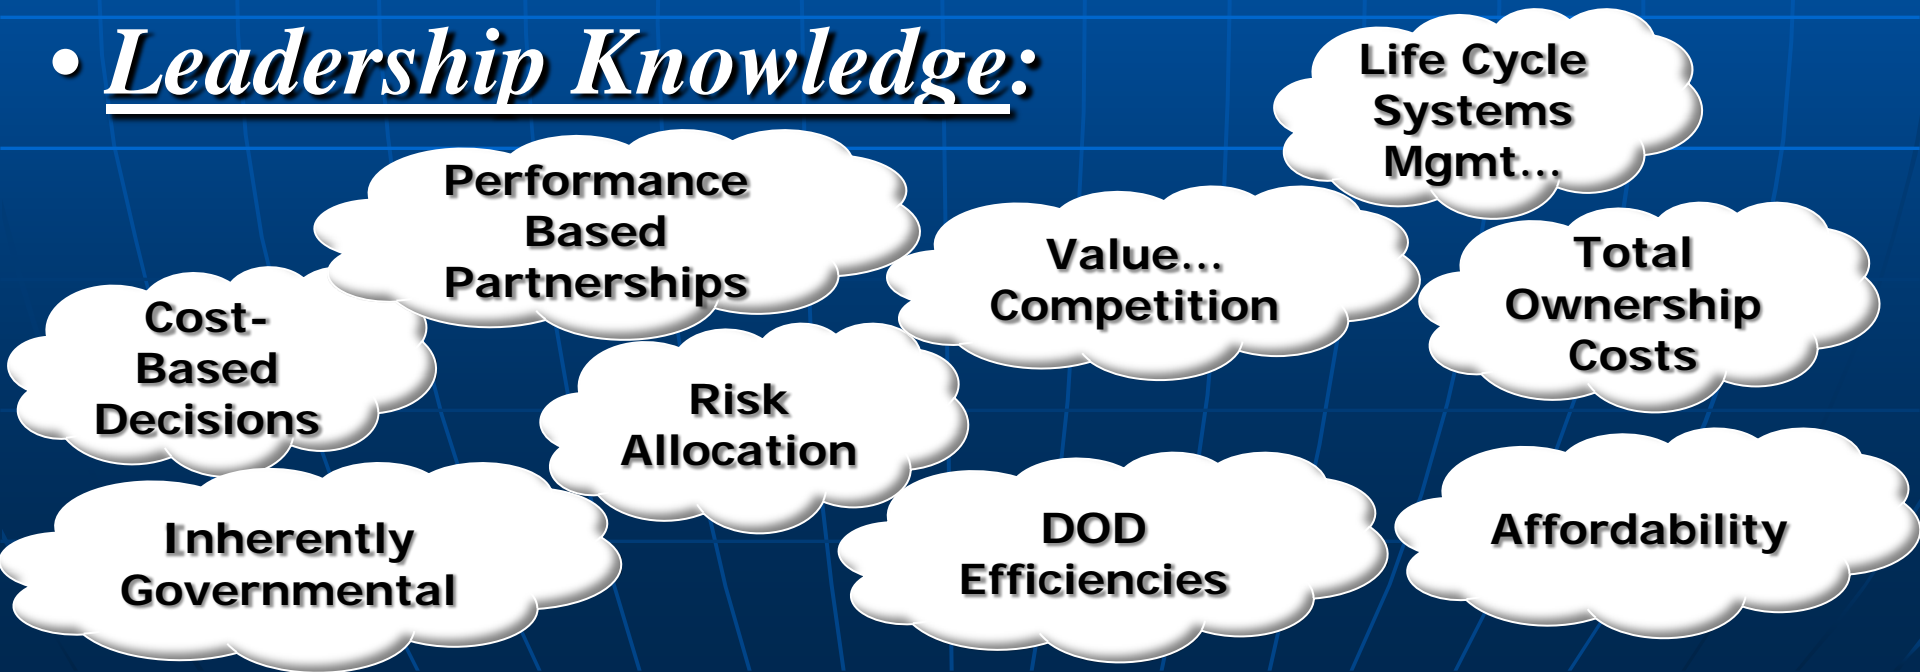 • Leadership Knowledge:
Life Cycle
Systems
Mgmt...
Performance
Based
Partnerships
Value...
Competition
Total
Ownership
Costs
Cost-
Based
Decisions
Risk
Allocation
Inherently
Governmental
DOD
Efficiencies
Affordability